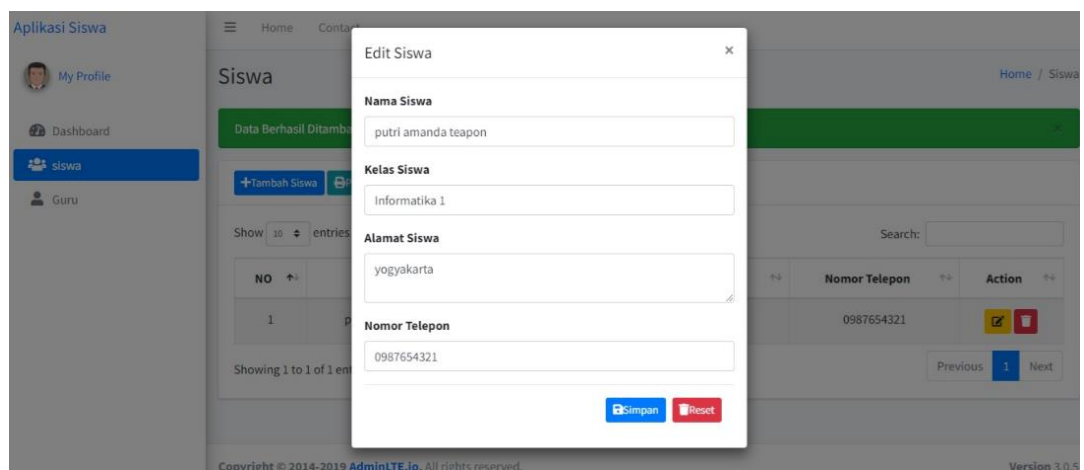 Aplikasi Siswa
Home Contact
Edit Siswa ×
My Profile
Siswa
Home / Siswa
Nama Siswa
Dashboard
Data Berhasil Ditamba
putri amanda teapon
siswa
Kelas Siswa
+Tambah Siswa
Guru
Informatika 1
Show 10 entries
Alamat Siswa
Search:
yogyakarta
NO
Nomor Telepon
Action
1 p
Nomor Telepon
0987654321
0987654321
Showing 1 to 1 of 1 ent
Previous 1 Next
Simpan Reset
Copyright © 2014-2019 AdminLTE.io. All rights reserved.
Version 3.0.5